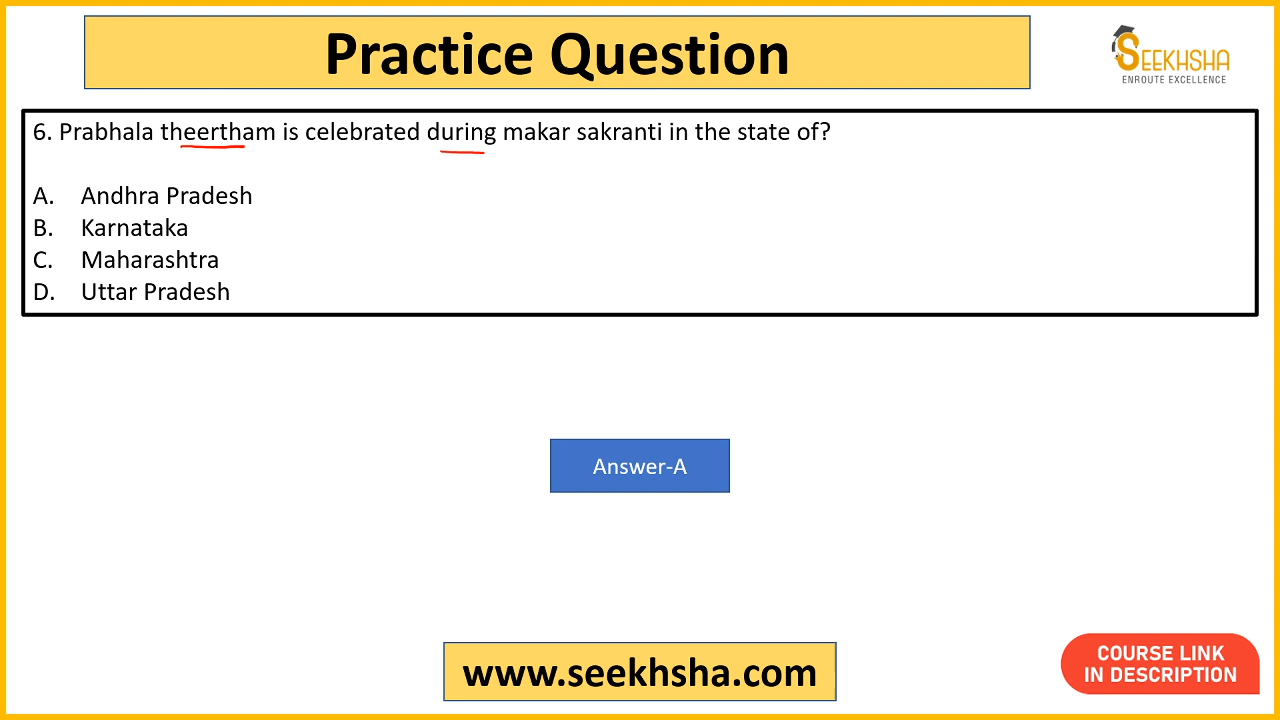 Practice Question
SEEKHSHA
ENROUTE EXCELLENCE
6. Prabhala theertham is celebrated during makar sakranti in the state of?
A. Andhra Pradesh
B. Karnataka
C. Maharashtra
D. Uttar Pradesh
Answer-A
www.seekhsha.com
COURSE LINK
IN DESCRIPTION